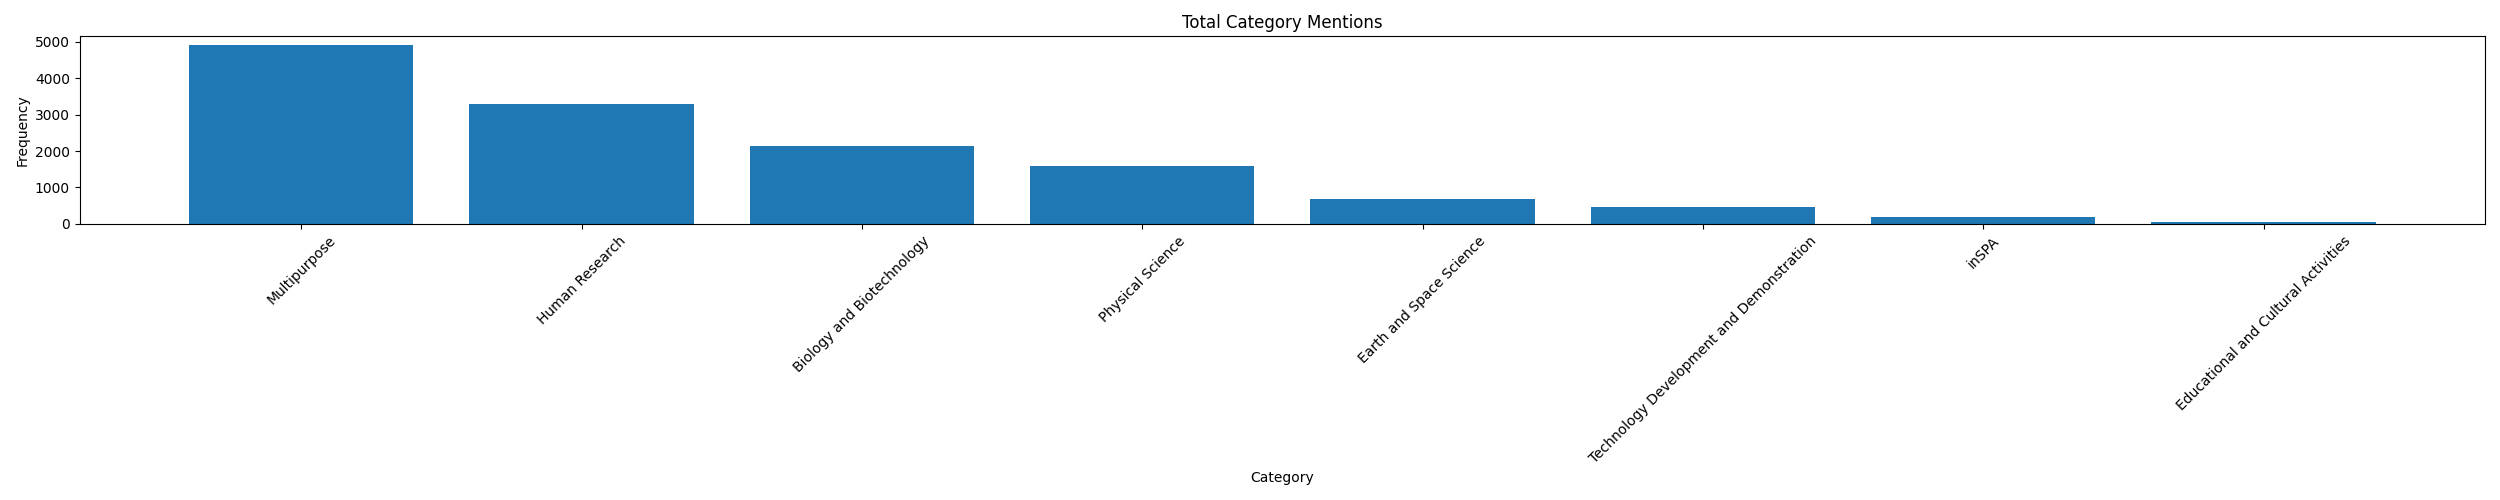 Total Category Mentions
Frequency
5000
4000
3000
2000
1000
0
Multipurpose
Human Research
Biology and Biotechnology
Physical Science
Earth and Space Science
Technology Development and Demonstration
inSPA
Educational and Cultural Activities
Category